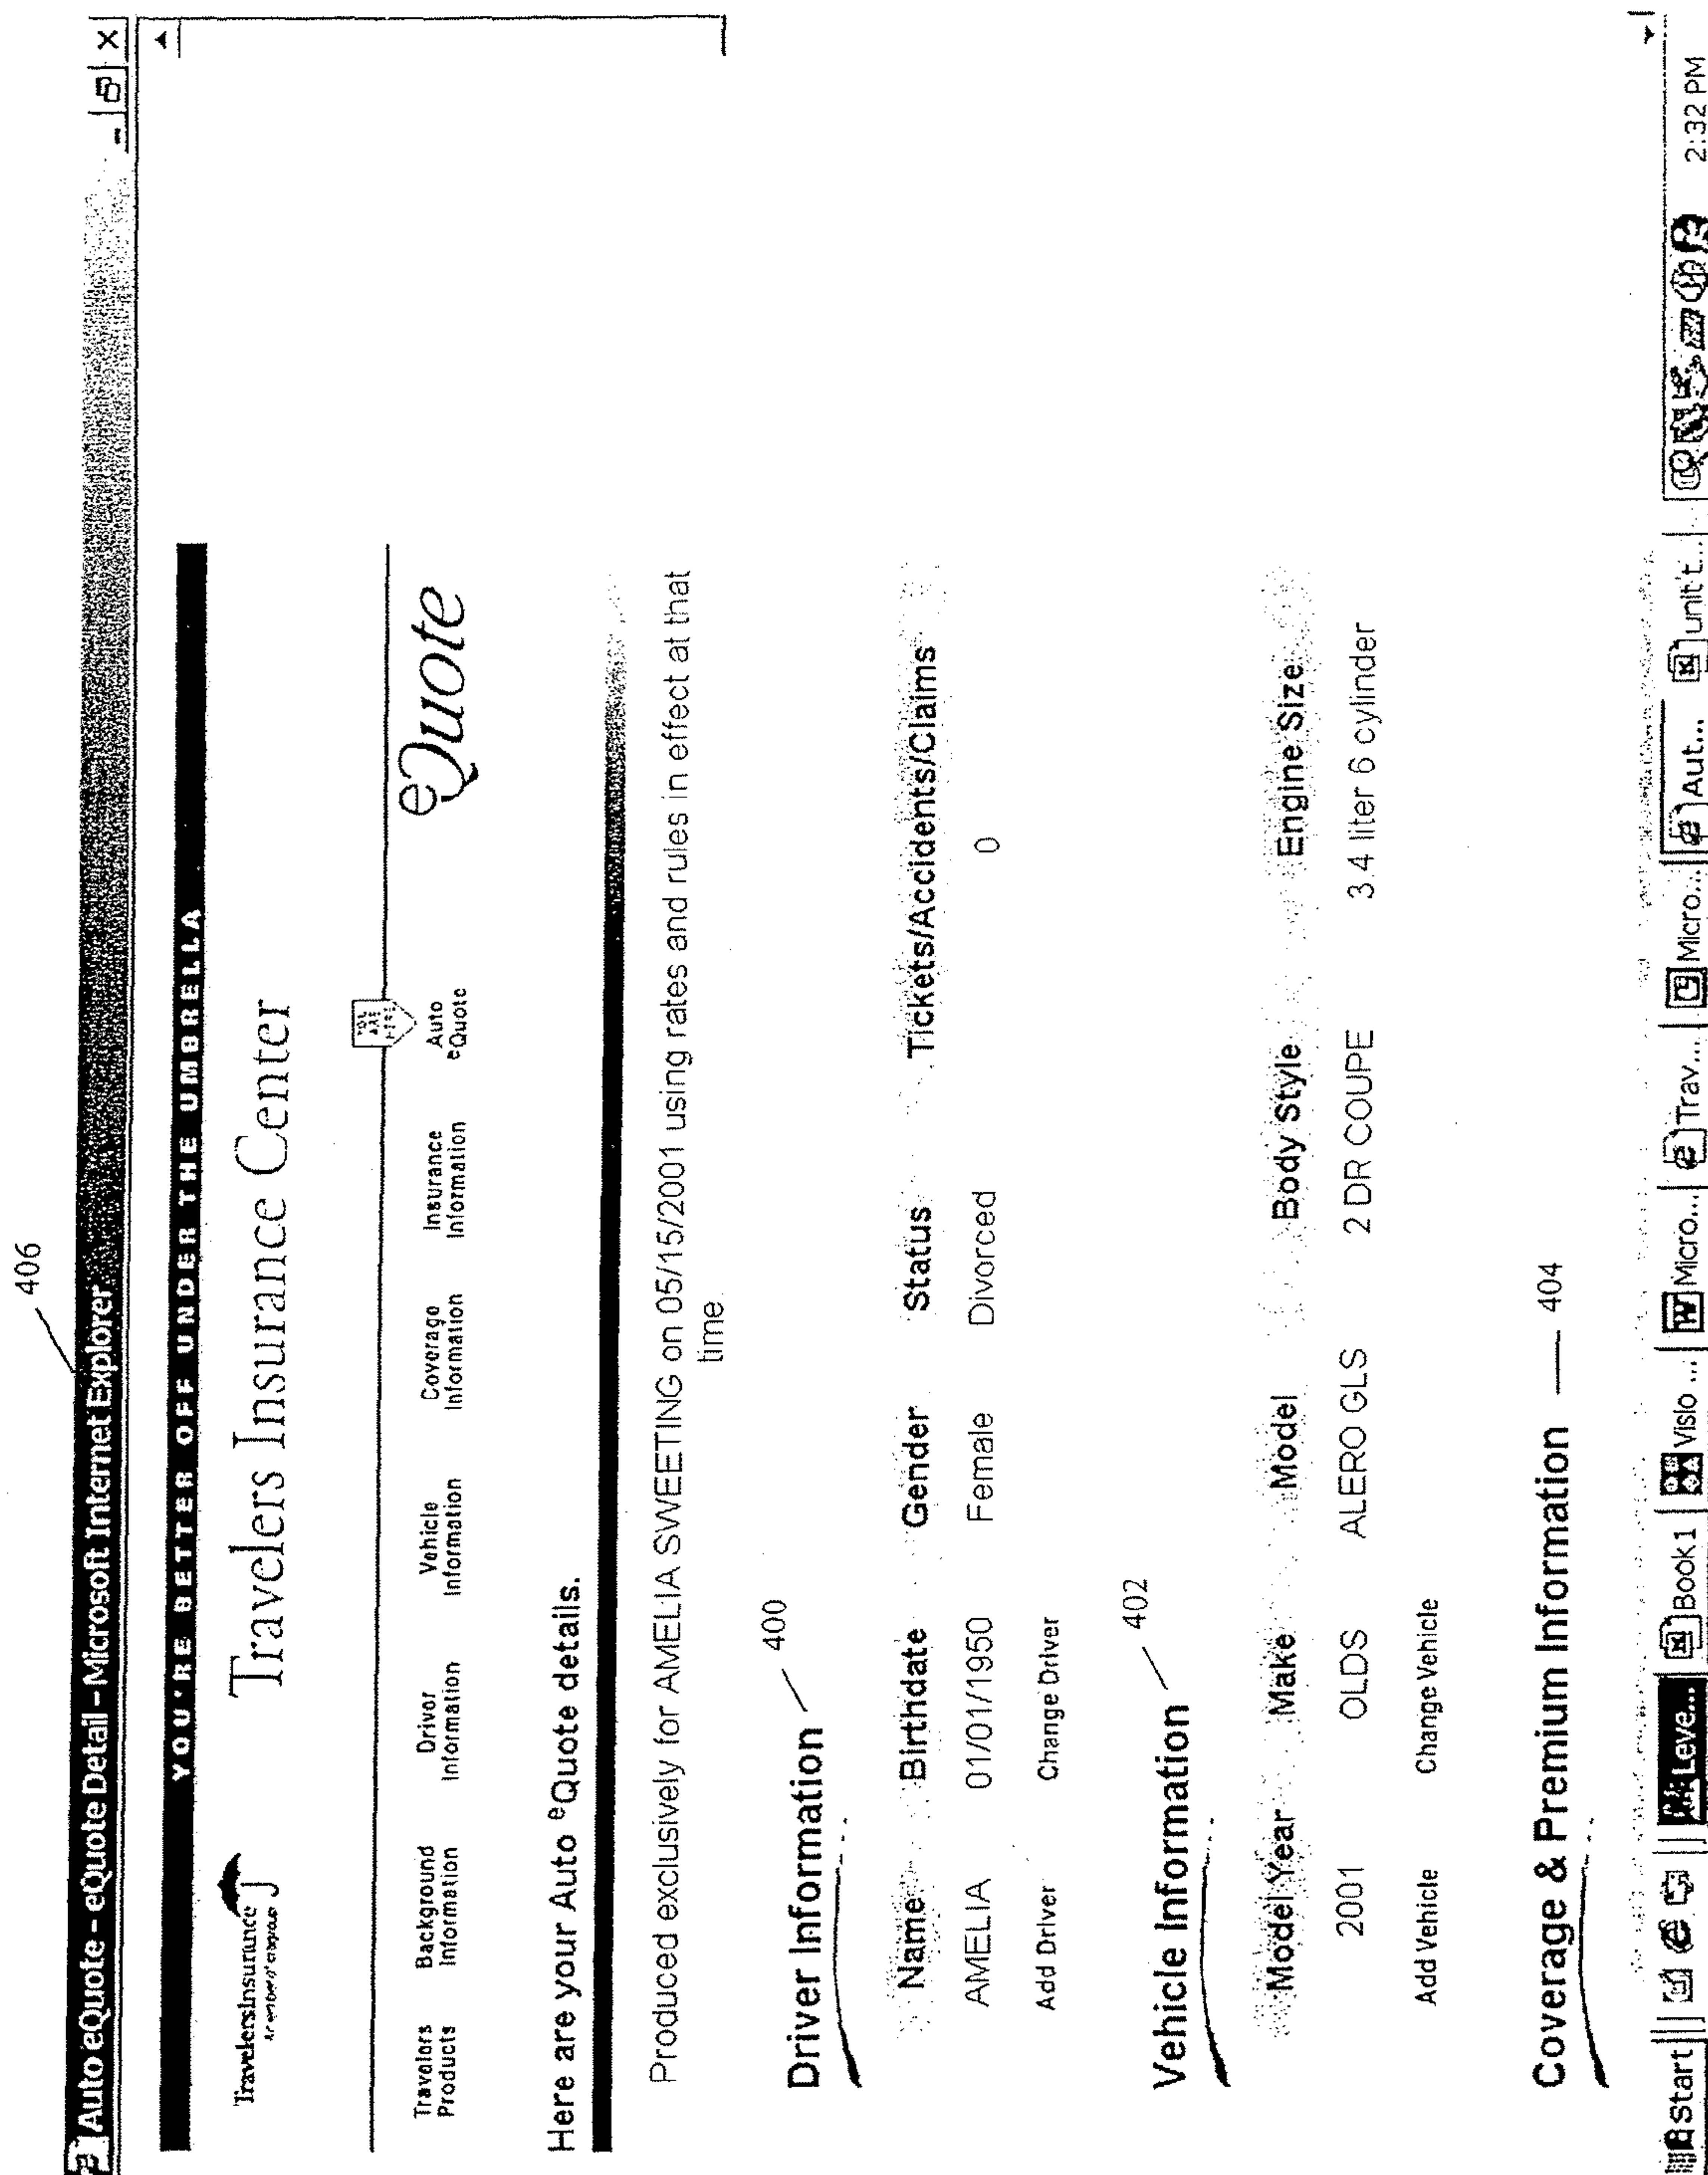 406
Auto eQuote - eQuote Detail - Microsoft Internet Explorer
YOU'RE BETTER OFF UNDER THE UMBRELLA
TravelersInsurance
Travelers Insurance Center
YOU ARE HERE
Travelers Products
Background Information
Driver Information
Vehicle Information
Coverage Information
Insurance Information
Auto eQuote
eQuote
Here are your Auto eQuote details.
Produced exclusively for AMELIA SWEETING on 05/15/2001 using rates and rules in effect at that
time
Driver Information 400
Name Birthdate Gender Status Tickets/Accidents/Claims
AMELIA 01/01/1950 Female Divorced 0
Add Driver Change Driver
Vehicle Information 402
Model Year Make Model Body Style Engine Size
2001 OLDS ALERO GLS 2 DR COUPE 3.4 liter 6 cylinder
Add Vehicle Change Vehicle
Coverage & Premium Information 404
Start Leve... Book1 Visio ... Micro... Trav... Micro... Aut... unit't... 2:32 PM